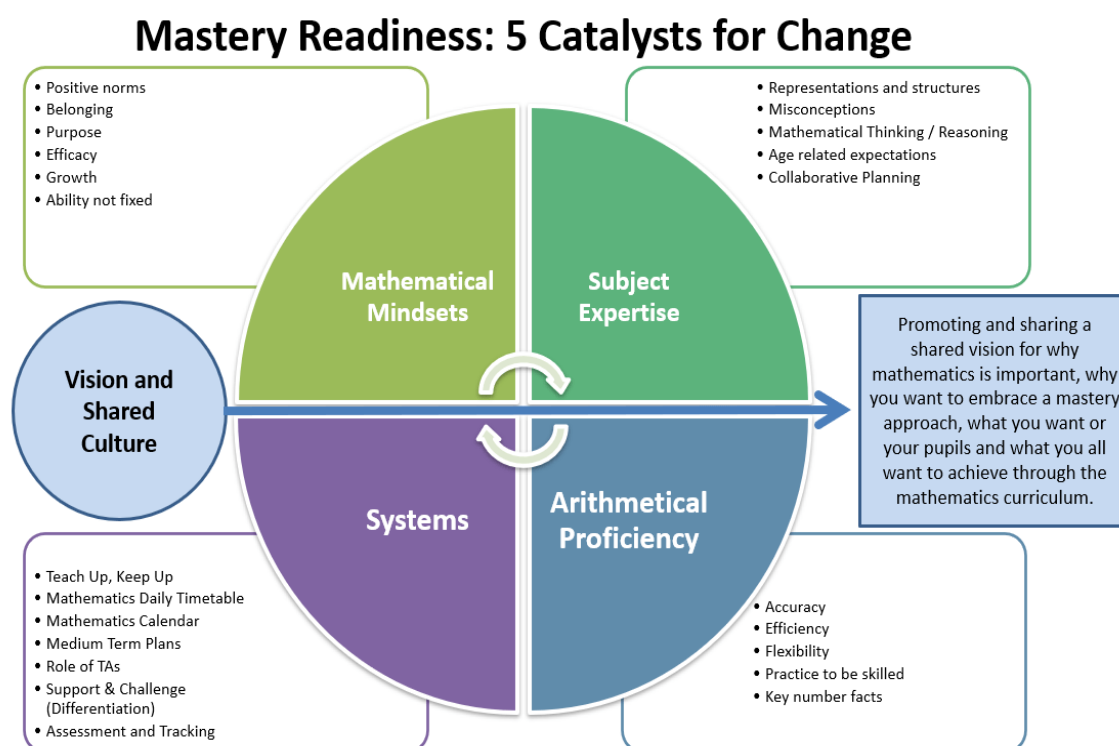 Mastery Readiness: 5 Catalysts for Change
• Positive norms
• Belonging
• Purpose
• Efficacy
• Growth
• Ability not fixed
• Representations and structures
• Misconceptions
• Mathematical Thinking / Reasoning
• Age related expectations
• Collaborative Planning
Mathematical
Mindsets
Subject
Expertise
Vision and
Shared
Culture
Promoting and sharing a
shared vision for why
mathematics is important, why
you want to embrace a mastery
approach, what you want or
your pupils and what you all
want to achieve through the
mathematics curriculum.
Systems
Arithmetical
Proficiency
• Teach Up, Keep Up
• Mathematics Daily Timetable
• Mathematics Calendar
• Medium Term Plans
• Role of TAs
• Support & Challenge
(Differentiation)
• Assessment and Tracking
• Accuracy
• Efficiency
• Flexibility
• Practice to be skilled
• Key number facts